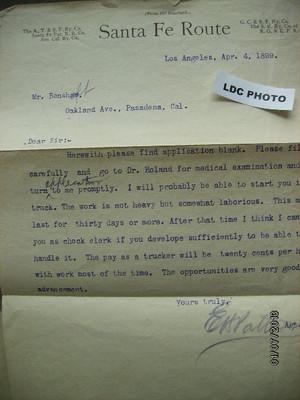 Santa Fe Route
Los Angeles, Apr. 4, 1899.
LDC PHOTO
Mr. Bonsha
Oakland Ave., Pasadena, Cal.
Dear Sir:-
Herewith please find application blank. Please fil
carefully and go to Dr. Holand for medical examination and
application
turn to me promptly. I will probably be able to start you i
truck. The work is not heavy but somewhat laborious. This ma
last for thirty days or more. After that time I think I can
you as check clerk if you develope sufficiently to be able t
handle it. The pay as a trucker will be twenty cents per h
with work most of the time. The opportunities are very good
advancement.
Yours truly,
01/07/2013